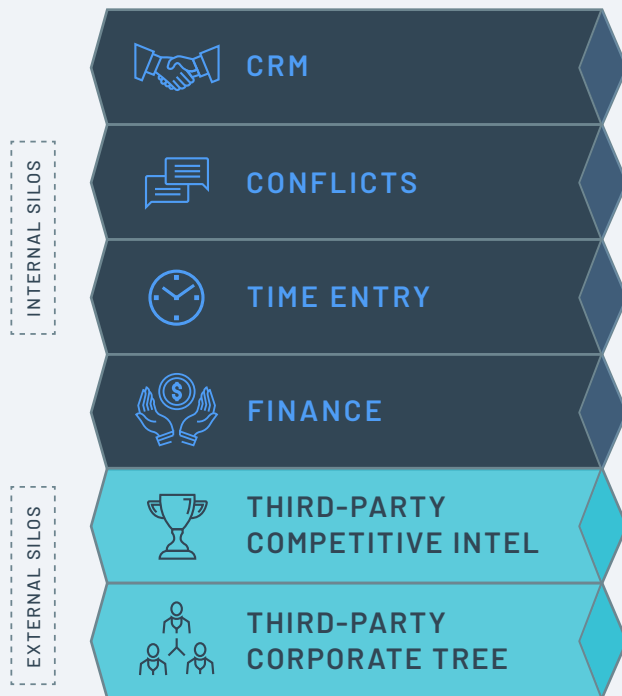 CRM
CONFLICTS
INTERNAL SILOS
TIME ENTRY
$
FINANCE
THIRD-PARTY
COMPETITIVE INTEL
EXTERNAL SILOS
THIRD-PARTY
CORPORATE TREE